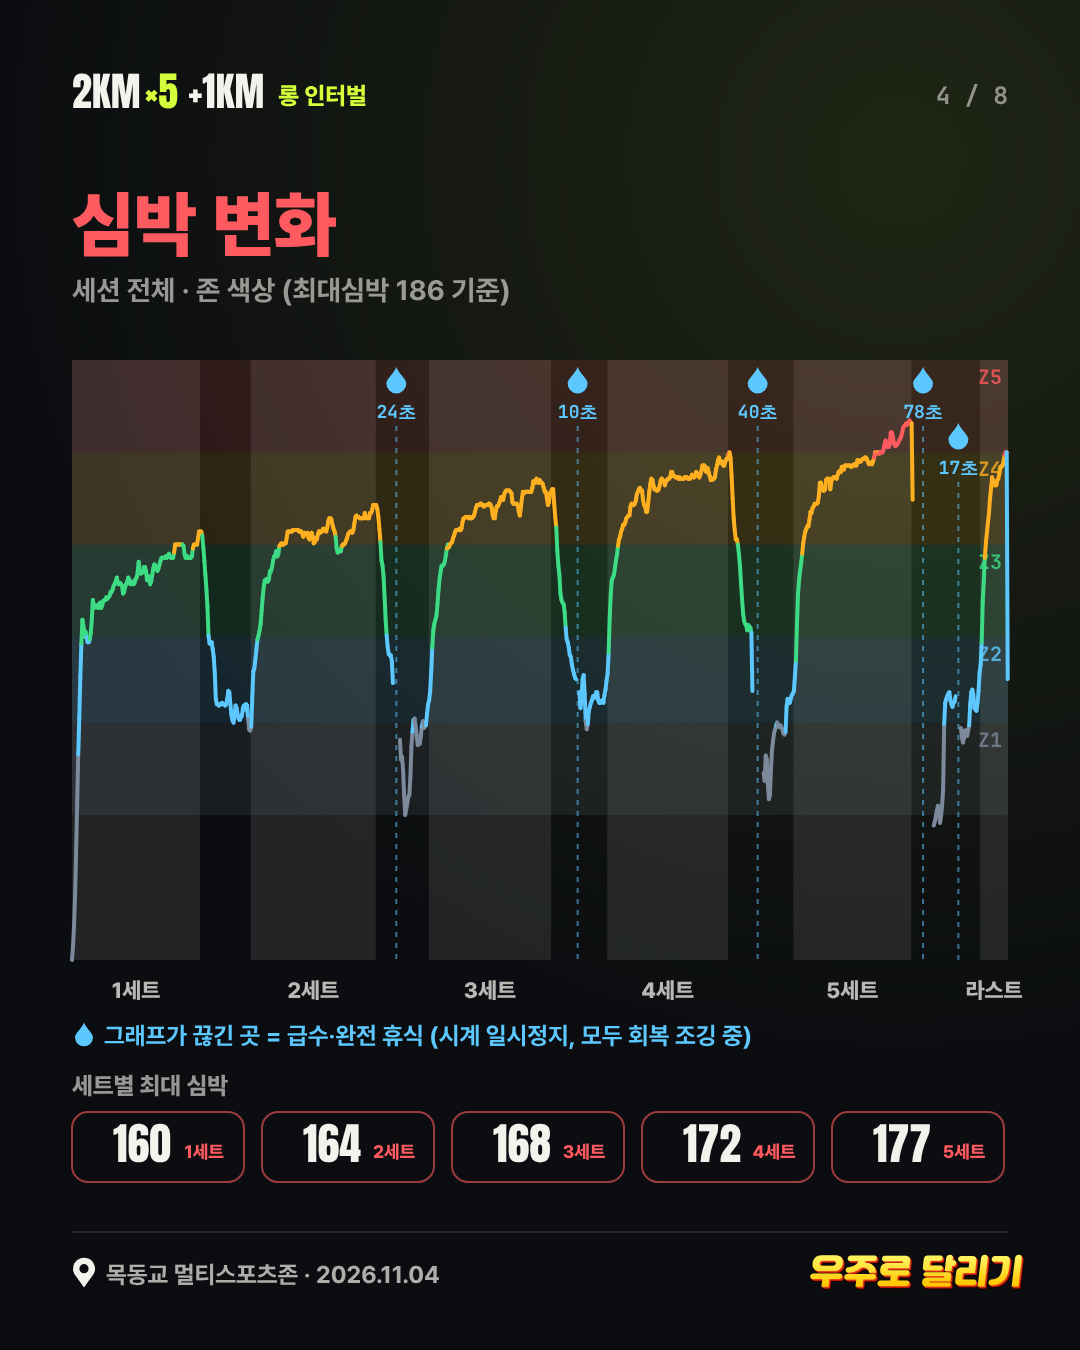 2KM×5 +1KM 롱 인터벌
4 / 8
심박 변화
세션 전체 · 존 색상 (최대심박 186 기준)
Z5
24초
10초
40초
78초
17초
Z4
Z3
Z2
Z1
1세트
2세트
3세트
4세트
5세트
라스트
그래프가 끊긴 곳 = 급수·완전 휴식 (시계 일시정지, 모두 회복 조깅 중)
세트별 최대 심박
160 1세트
164 2세트
168 3세트
172 4세트
177 5세트
목동교 멀티스포츠존 · 2026.11.04
우주로 달리기